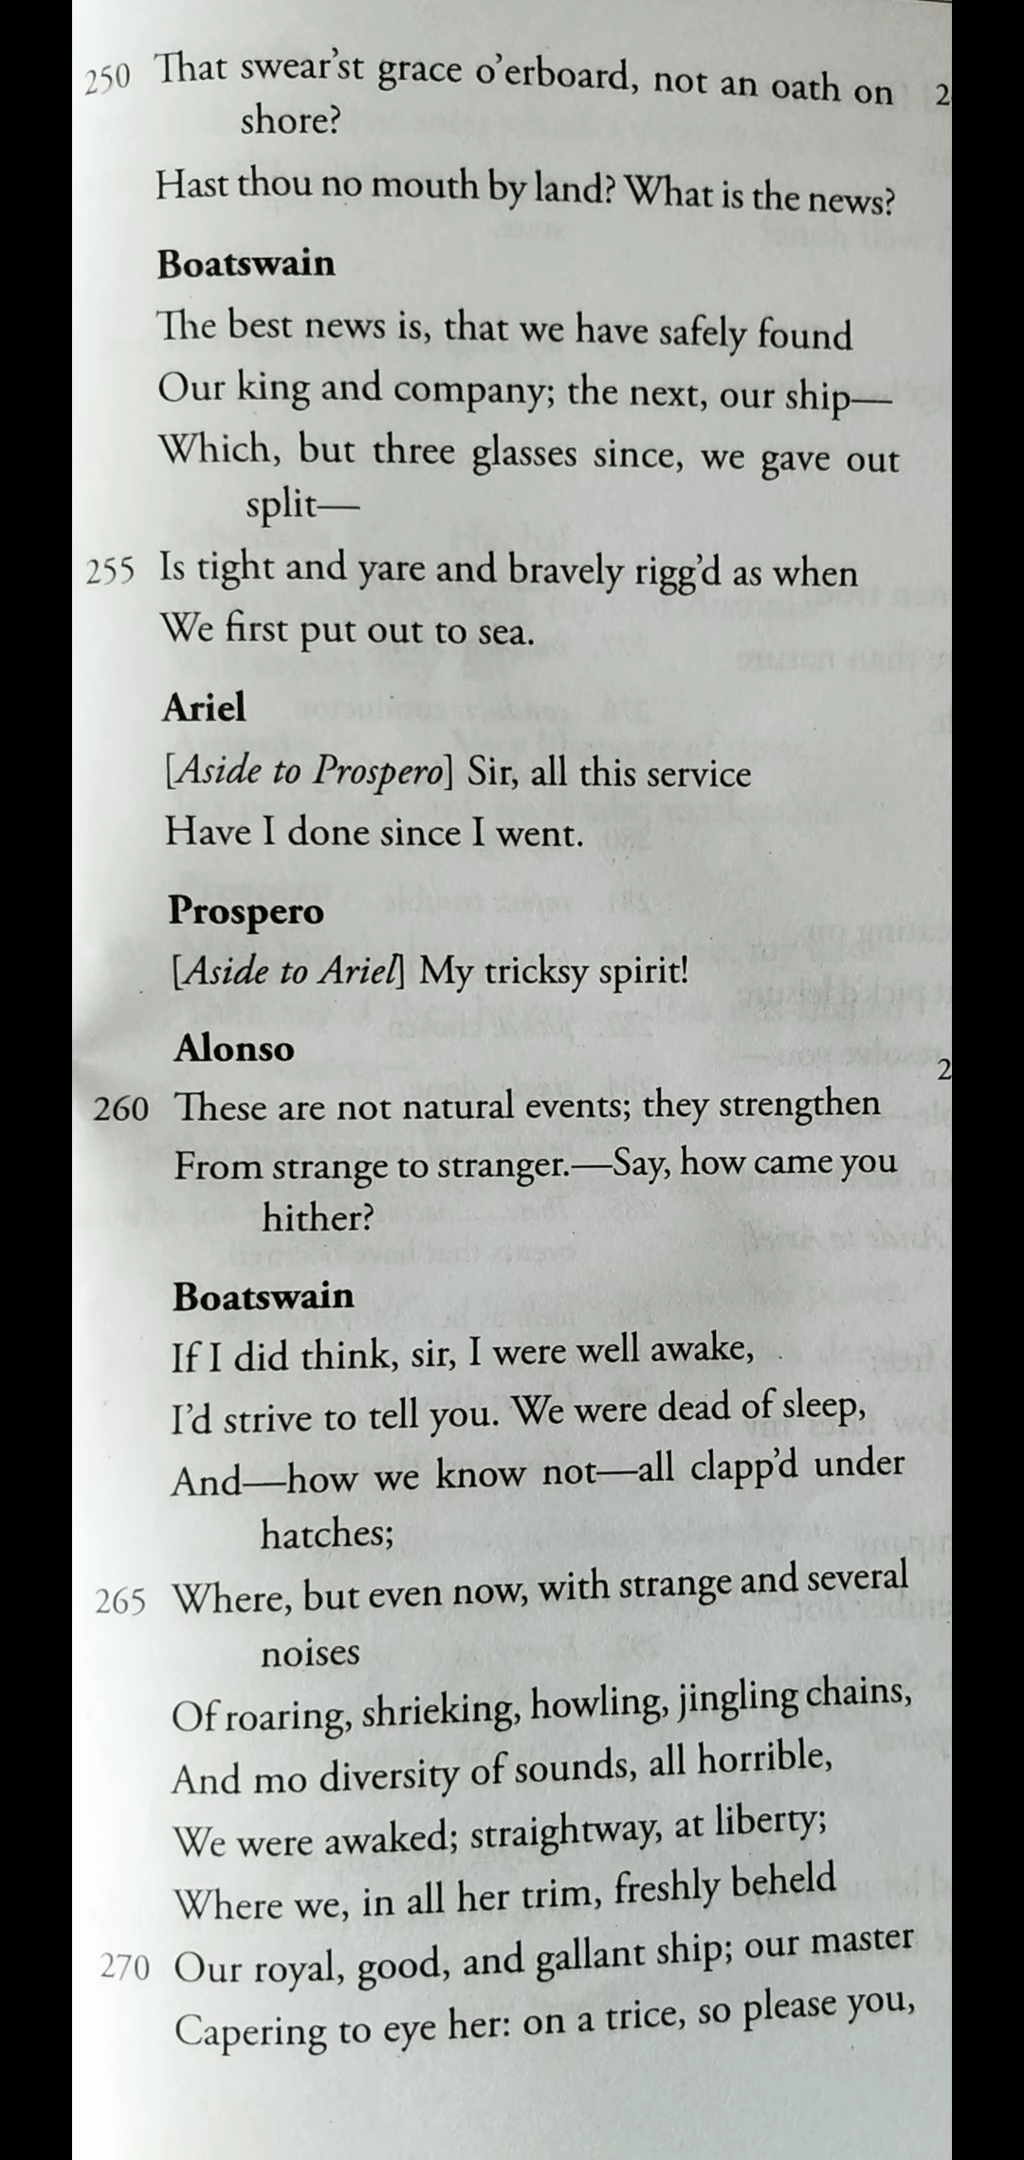 250 That swear'st grace o'erboard, not an oath on
shore?
Hast thou no mouth by land? What is the news?
Boatswain
The best news is, that we have safely found
Our king and company; the next, our ship—
Which, but three glasses since, we gave out
split—
255 Is tight and yare and bravely rigg'd as when
We first put out to sea.
Ariel
[Aside to Prospero] Sir, all this service
Have I done since I went.
Prospero
[Aside to Ariel] My tricksy spirit!
Alonso
260 These are not natural events; they strengthen
From strange to stranger.—Say, how came you
hither?
Boatswain
If I did think, sir, I were well awake,
I'd strive to tell you. We were dead of sleep,
And—how we know not—all clapp'd under
hatches;
265 Where, but even now, with strange and several
noises
Of roaring, shrieking, howling, jingling chains,
And mo diversity of sounds, all horrible,
We were awaked; straightway, at liberty;
Where we, in all her trim, freshly beheld
270 Our royal, good, and gallant ship; our master
Capering to eye her: on a trice, so please you,